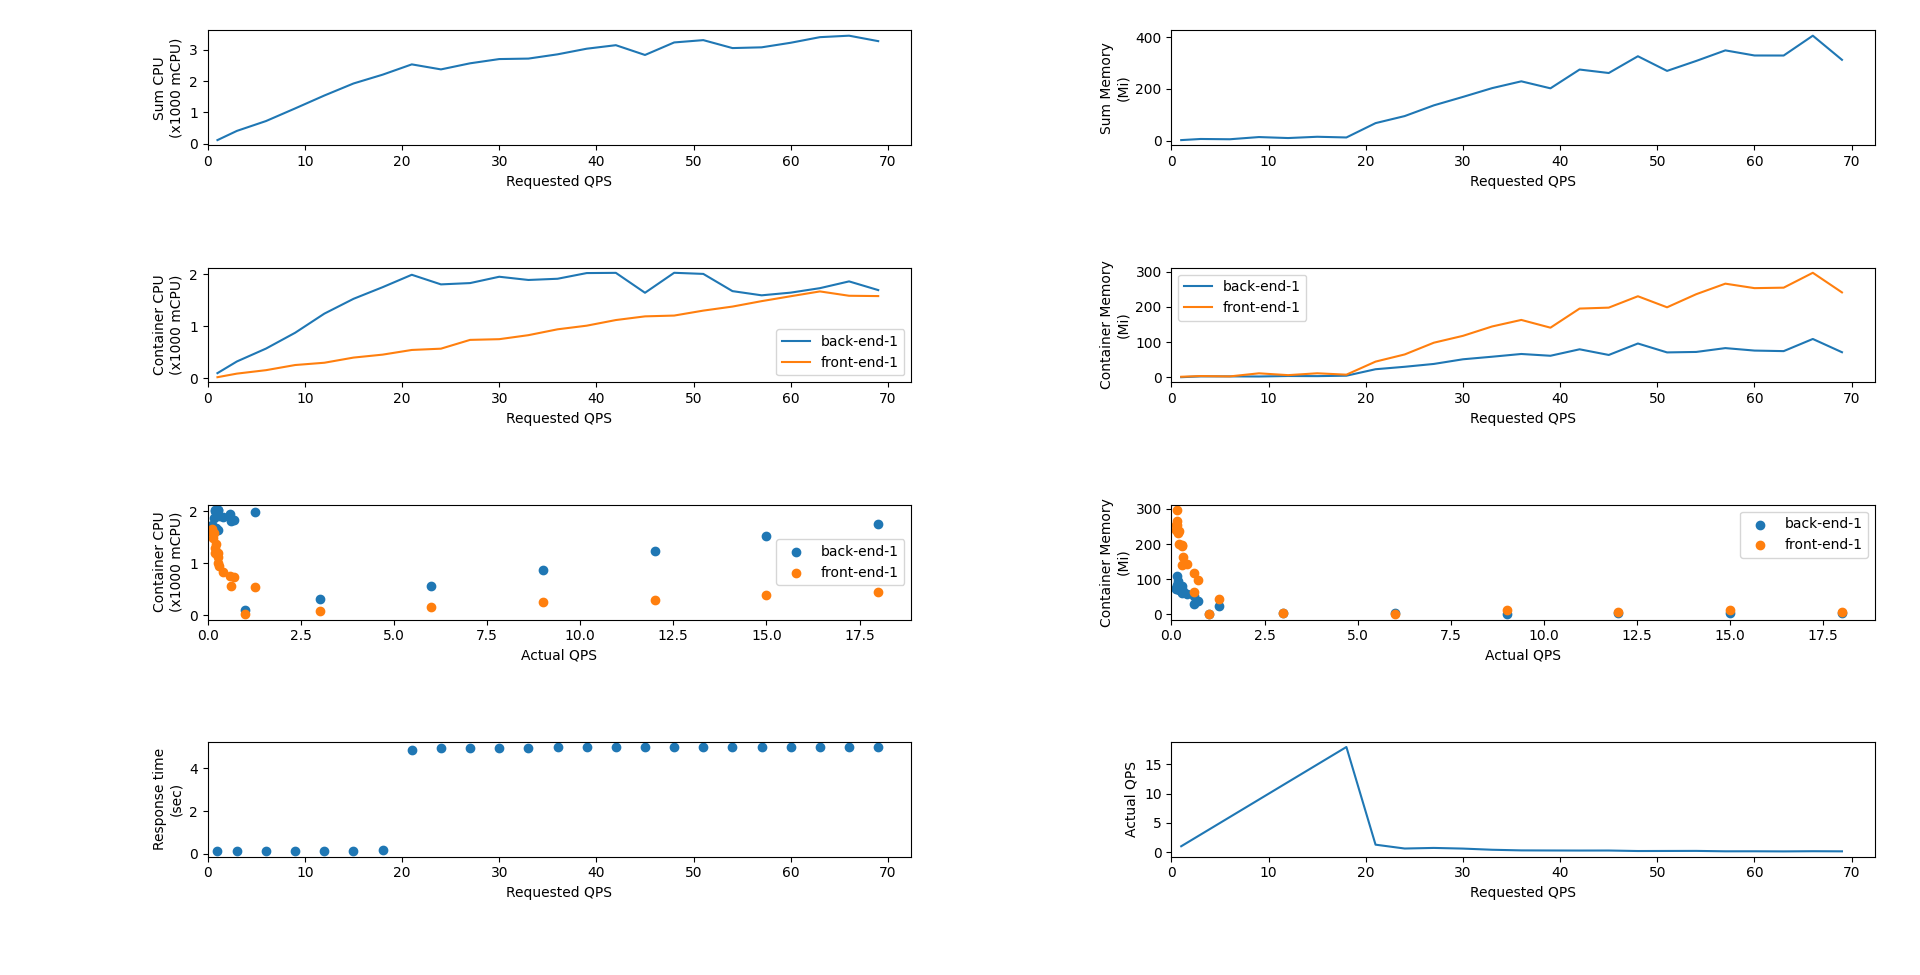 Sum CPU
(x1000 mCPU)
0
1
2
3
0 10 20 30 40 50 60 70
Requested QPS
Sum Memory
(Mi)
0
200
400
0 10 20 30 40 50 60 70
Requested QPS
Container CPU
(x1000 mCPU)
0
1
2
back-end-1
front-end-1
0 10 20 30 40 50 60 70
Requested QPS
Container Memory
(Mi)
0
100
200
300
back-end-1
front-end-1
0 10 20 30 40 50 60 70
Requested QPS
Container CPU
(x1000 mCPU)
0
1
2
back-end-1
front-end-1
0.0 2.5 5.0 7.5 10.0 12.5 15.0 17.5
Actual QPS
Container Memory
(Mi)
0
100
200
300
back-end-1
front-end-1
0.0 2.5 5.0 7.5 10.0 12.5 15.0 17.5
Actual QPS
Response time
(sec)
0
2
4
0 10 20 30 40 50 60 70
Requested QPS
Actual QPS
0
5
10
15
0 10 20 30 40 50 60 70
Requested QPS